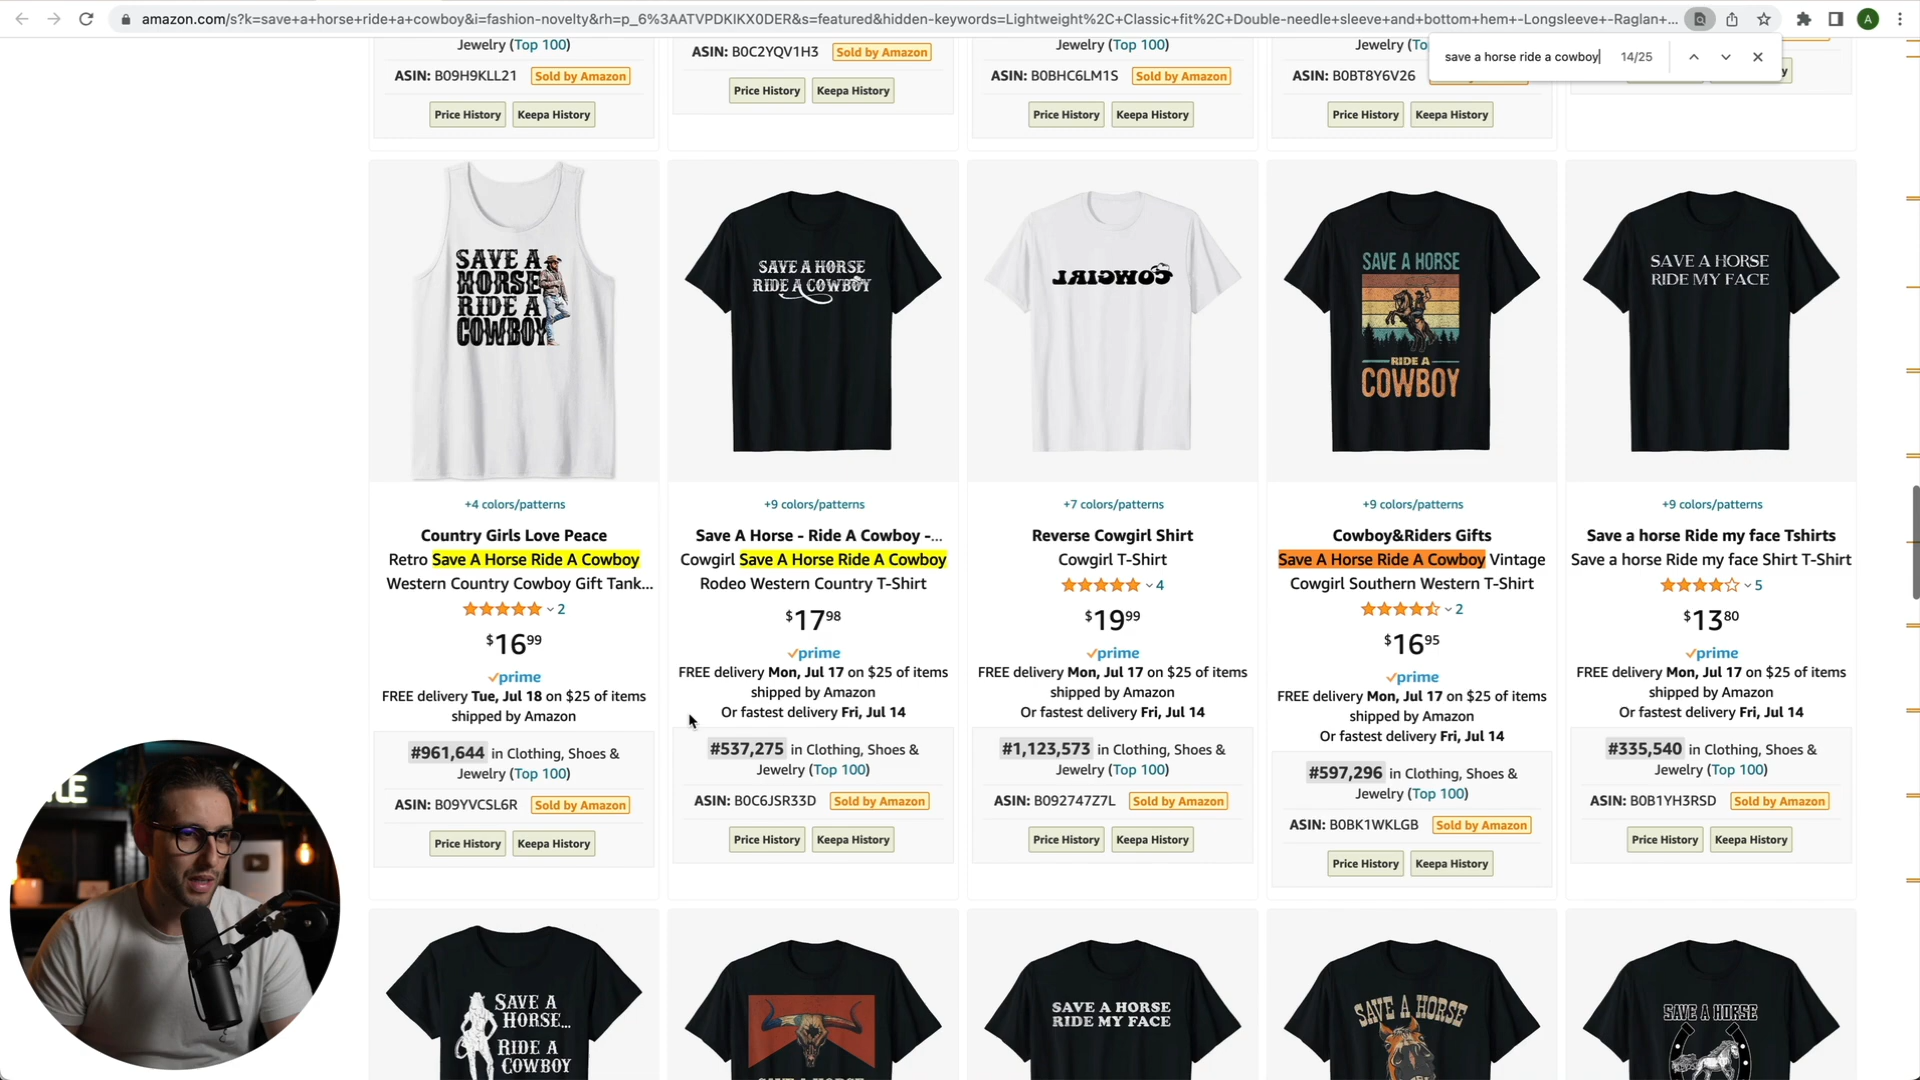 amazon.com/s?k=save+a+horse+ride+a+cowboy&i=fashion-novelty&rh=p_6%3AATVPDKIKX0DER&s=featured&hidden-keywords=Lightweight%2C+Classic+fit%2C+Double-needle+sleeve+and+bottom+hem+-Longsleeve+-Raglan+...
A
save a horse ride a cowboy 14/25
Jewelry (Top 100)
ASIN: B09H9KLL21 Sold by Amazon
Price History Keepa History
ASIN: B0C2YQV1H3 Sold by Amazon
Price History Keepa History
Jewelry (Top 100)
ASIN: B0BHC6LM1S Sold by Amazon
Price History Keepa History
ASIN: B0BT8Y6V26
Price History Keepa History
SAVE A
HORSE
RIDE A
COWBOY
SAVE A HORSE
RIDE A COWBOY
COWGIRL
SAVE A HORSE
RIDE A
COWBOY
SAVE A HORSE
RIDE MY FACE
+4 colors/patterns
Country Girls Love Peace
Retro Save A Horse Ride A Cowboy
Western Country Cowboy Gift Tank...
2
$16.99
prime
FREE delivery Tue, Jul 18 on $25 of items
shipped by Amazon
#961,644 in Clothing, Shoes &
Jewelry (Top 100)
ASIN: B09YVCSL6R Sold by Amazon
Price History Keepa History
+9 colors/patterns
Save A Horse - Ride A Cowboy -...
Cowgirl Save A Horse Ride A Cowboy
Rodeo Western Country T-Shirt
$17.98
prime
FREE delivery Mon, Jul 17 on $25 of items
shipped by Amazon
Or fastest delivery Fri, Jul 14
#537,275 in Clothing, Shoes &
Jewelry (Top 100)
ASIN: B0C6JSR33D Sold by Amazon
Price History Keepa History
+7 colors/patterns
Reverse Cowgirl Shirt
Cowgirl T-Shirt
4
$19.99
prime
FREE delivery Mon, Jul 17 on $25 of items
shipped by Amazon
Or fastest delivery Fri, Jul 14
#1,123,573 in Clothing, Shoes &
Jewelry (Top 100)
ASIN: B092747Z7L Sold by Amazon
Price History Keepa History
+9 colors/patterns
Cowboy&Riders Gifts
Save A Horse Ride A Cowboy Vintage
Cowgirl Southern Western T-Shirt
2
$16.95
prime
FREE delivery Mon, Jul 17 on $25 of items
shipped by Amazon
Or fastest delivery Fri, Jul 14
#597,296 in Clothing, Shoes &
Jewelry (Top 100)
ASIN: B0BK1WKLGB Sold by Amazon
Price History Keepa History
+9 colors/patterns
Save a horse Ride my face Tshirts
Save a horse Ride my face Shirt T-Shirt
5
$13.80
prime
FREE delivery Mon, Jul 17 on $25 of items
shipped by Amazon
Or fastest delivery Fri, Jul 14
#335,540 in Clothing, Shoes &
Jewelry (Top 100)
ASIN: B0B1YH3RSD Sold by Amazon
Price History Keepa History
SAVE A
HORSE...
RIDE A
COWBOY
SAVE A HORSE
RIDE MY FACE
SAVE A HORSE
SAVE A HORSE